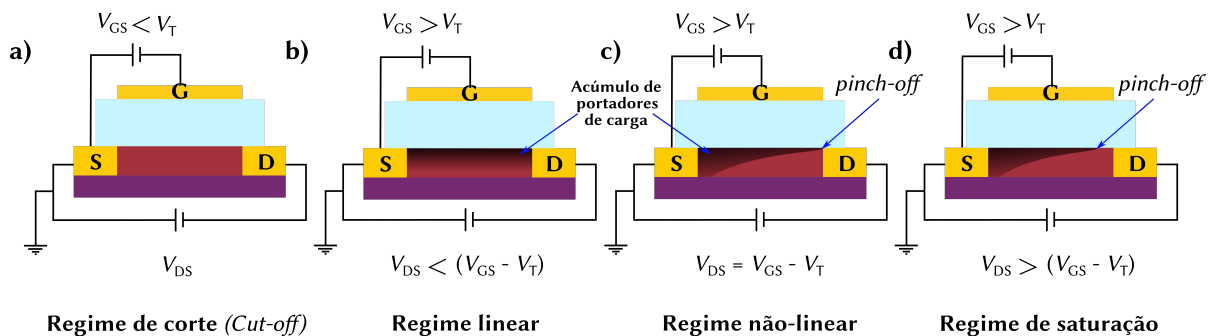 V_GS < V_T
a)
G
S
D
V_DS
Regime de corte (Cut-off)
V_GS > V_T
b)
G
S
D
V_DS < (V_GS - V_T)
Regime linear
Acúmulo de
portadores
de carga
V_GS > V_T
c)
G
pinch-off
S
D
V_DS = V_GS - V_T
Regime não-linear
V_GS > V_T
d)
G
pinch-off
S
D
V_DS > (V_GS - V_T)
Regime de saturação